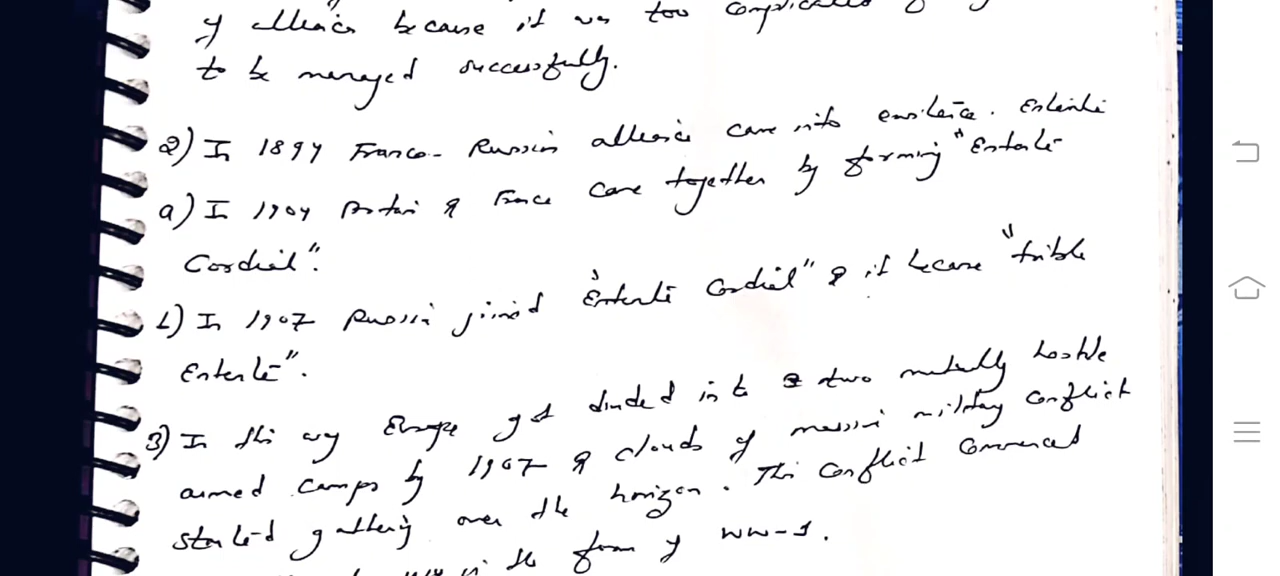 of alliances because it was too complicated
to be managed successfully.
2) In 1894 Franco-Russian alliance came into existence. Entente
a) In 1904 Britain & France came together by forming "Entente
Cordial".
b) In 1907 Russia joined "Entente Cordial" & it became "trible
Entente".
3) In this way Europe got divided into two mutually hostile
armed camps by 1907 & clouds of massive military conflict
started gathering over the horizon. This conflict commenced
in the form of WW-1.